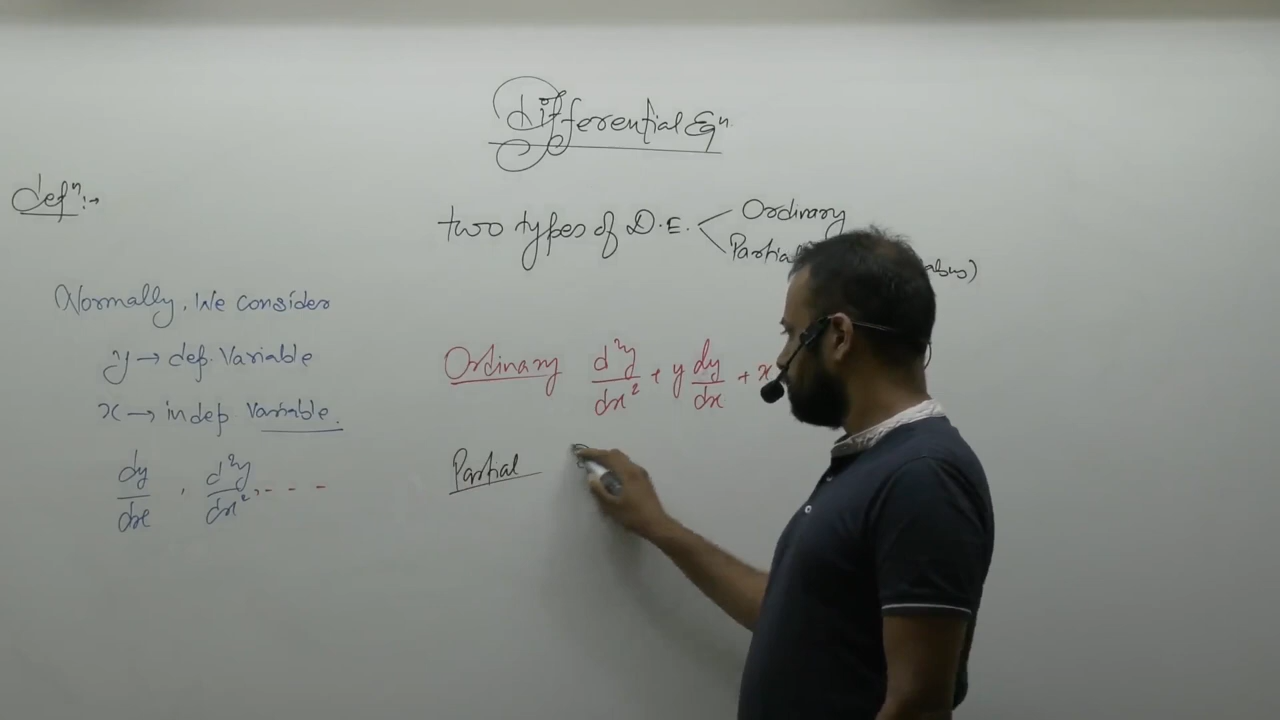 Differential Eqⁿ.
defⁿ:→
two types of D.E. < Ordinary
Partial
Normally, We consider
y → dep. Variable
x → indep. Variable.
dy/dx , d²y/dx² , - - -
Ordinary d²y/dx² + y dy/dx + x
Partial